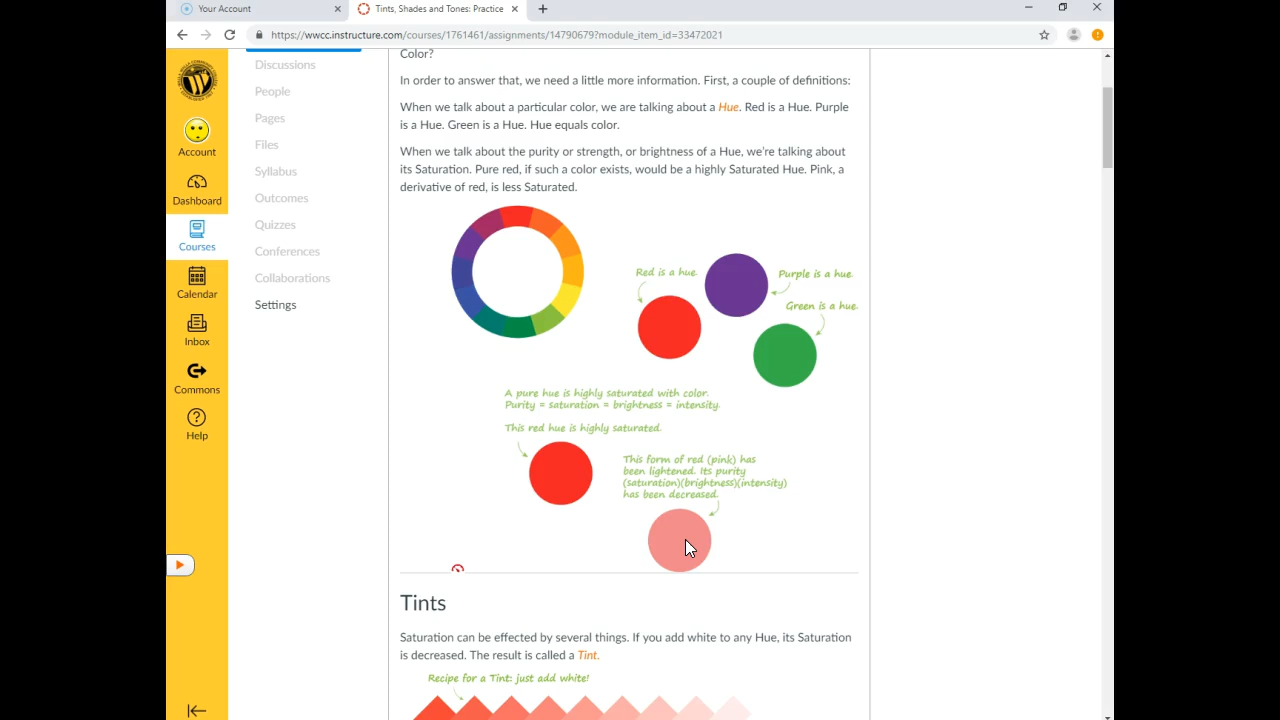 Your Account
Tints, Shades and Tones: Practice
https://wwcc.instructure.com/courses/1761461/assignments/14790679?module_item_id=33472021
Account
Dashboard
Courses
Calendar
Inbox
Commons
Help
Discussions
People
Pages
Files
Syllabus
Outcomes
Quizzes
Conferences
Collaborations
Settings
Color?
In order to answer that, we need a little more information. First, a couple of definitions:
When we talk about a particular color, we are talking about a Hue. Red is a Hue. Purple
is a Hue. Green is a Hue. Hue equals color.
When we talk about the purity or strength, or brightness of a Hue, we're talking about
its Saturation. Pure red, if such a color exists, would be a highly Saturated Hue. Pink, a
derivative of red, is less Saturated.
Red is a hue.
Purple is a hue.
Green is a hue.
A pure hue is highly saturated with color.
Purity = saturation = brightness = intensity.
This red hue is highly saturated.
This form of red (pink) has
been lightened. Its purity
(saturation)(brightness)(intensity)
has been decreased.
Tints
Saturation can be effected by several things. If you add white to any Hue, its Saturation
is decreased. The result is called a Tint.
Recipe for a Tint: just add white!